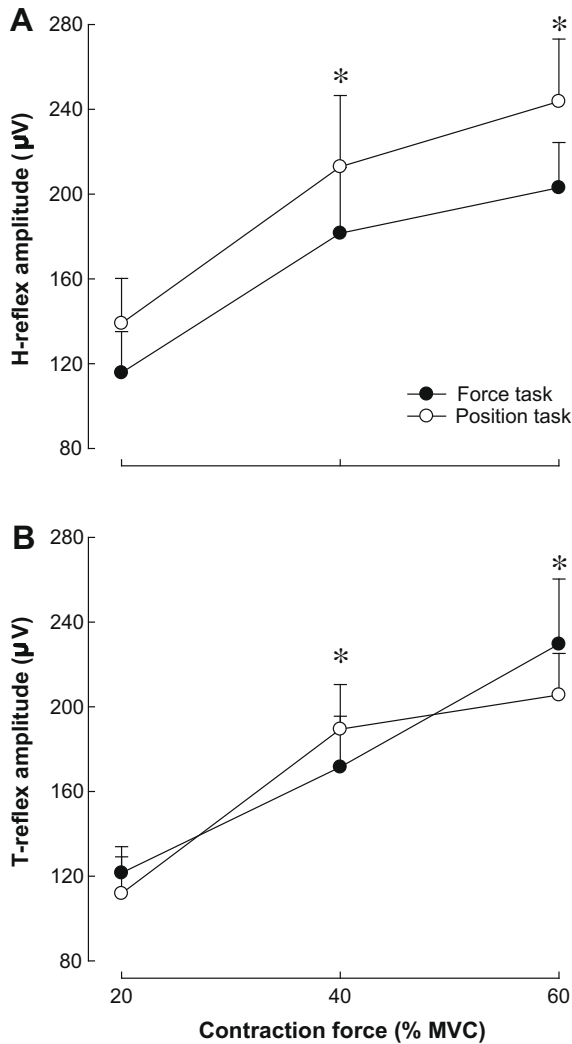 A
280
240
200
160
120
80
H-reflex amplitude (µV)
*
*
Force task
Position task
B
280
240
200
160
120
80
T-reflex amplitude (µV)
*
*
20
40
60
Contraction force (% MVC)